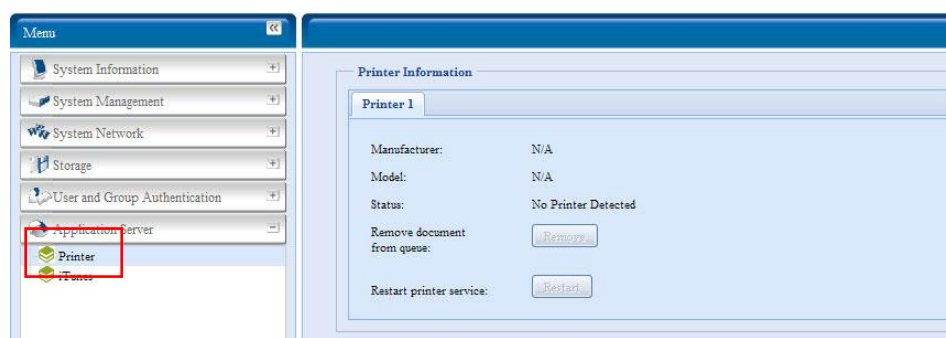 Menu
System Information
System Management
System Network
Storage
User and Group Authentication
Application Server
Printer
iTunes
Printer Information
Printer 1
Manufacturer: N/A
Model: N/A
Status: No Printer Detected
Remove document
from queue: Remove...
Restart printer service: Restart...